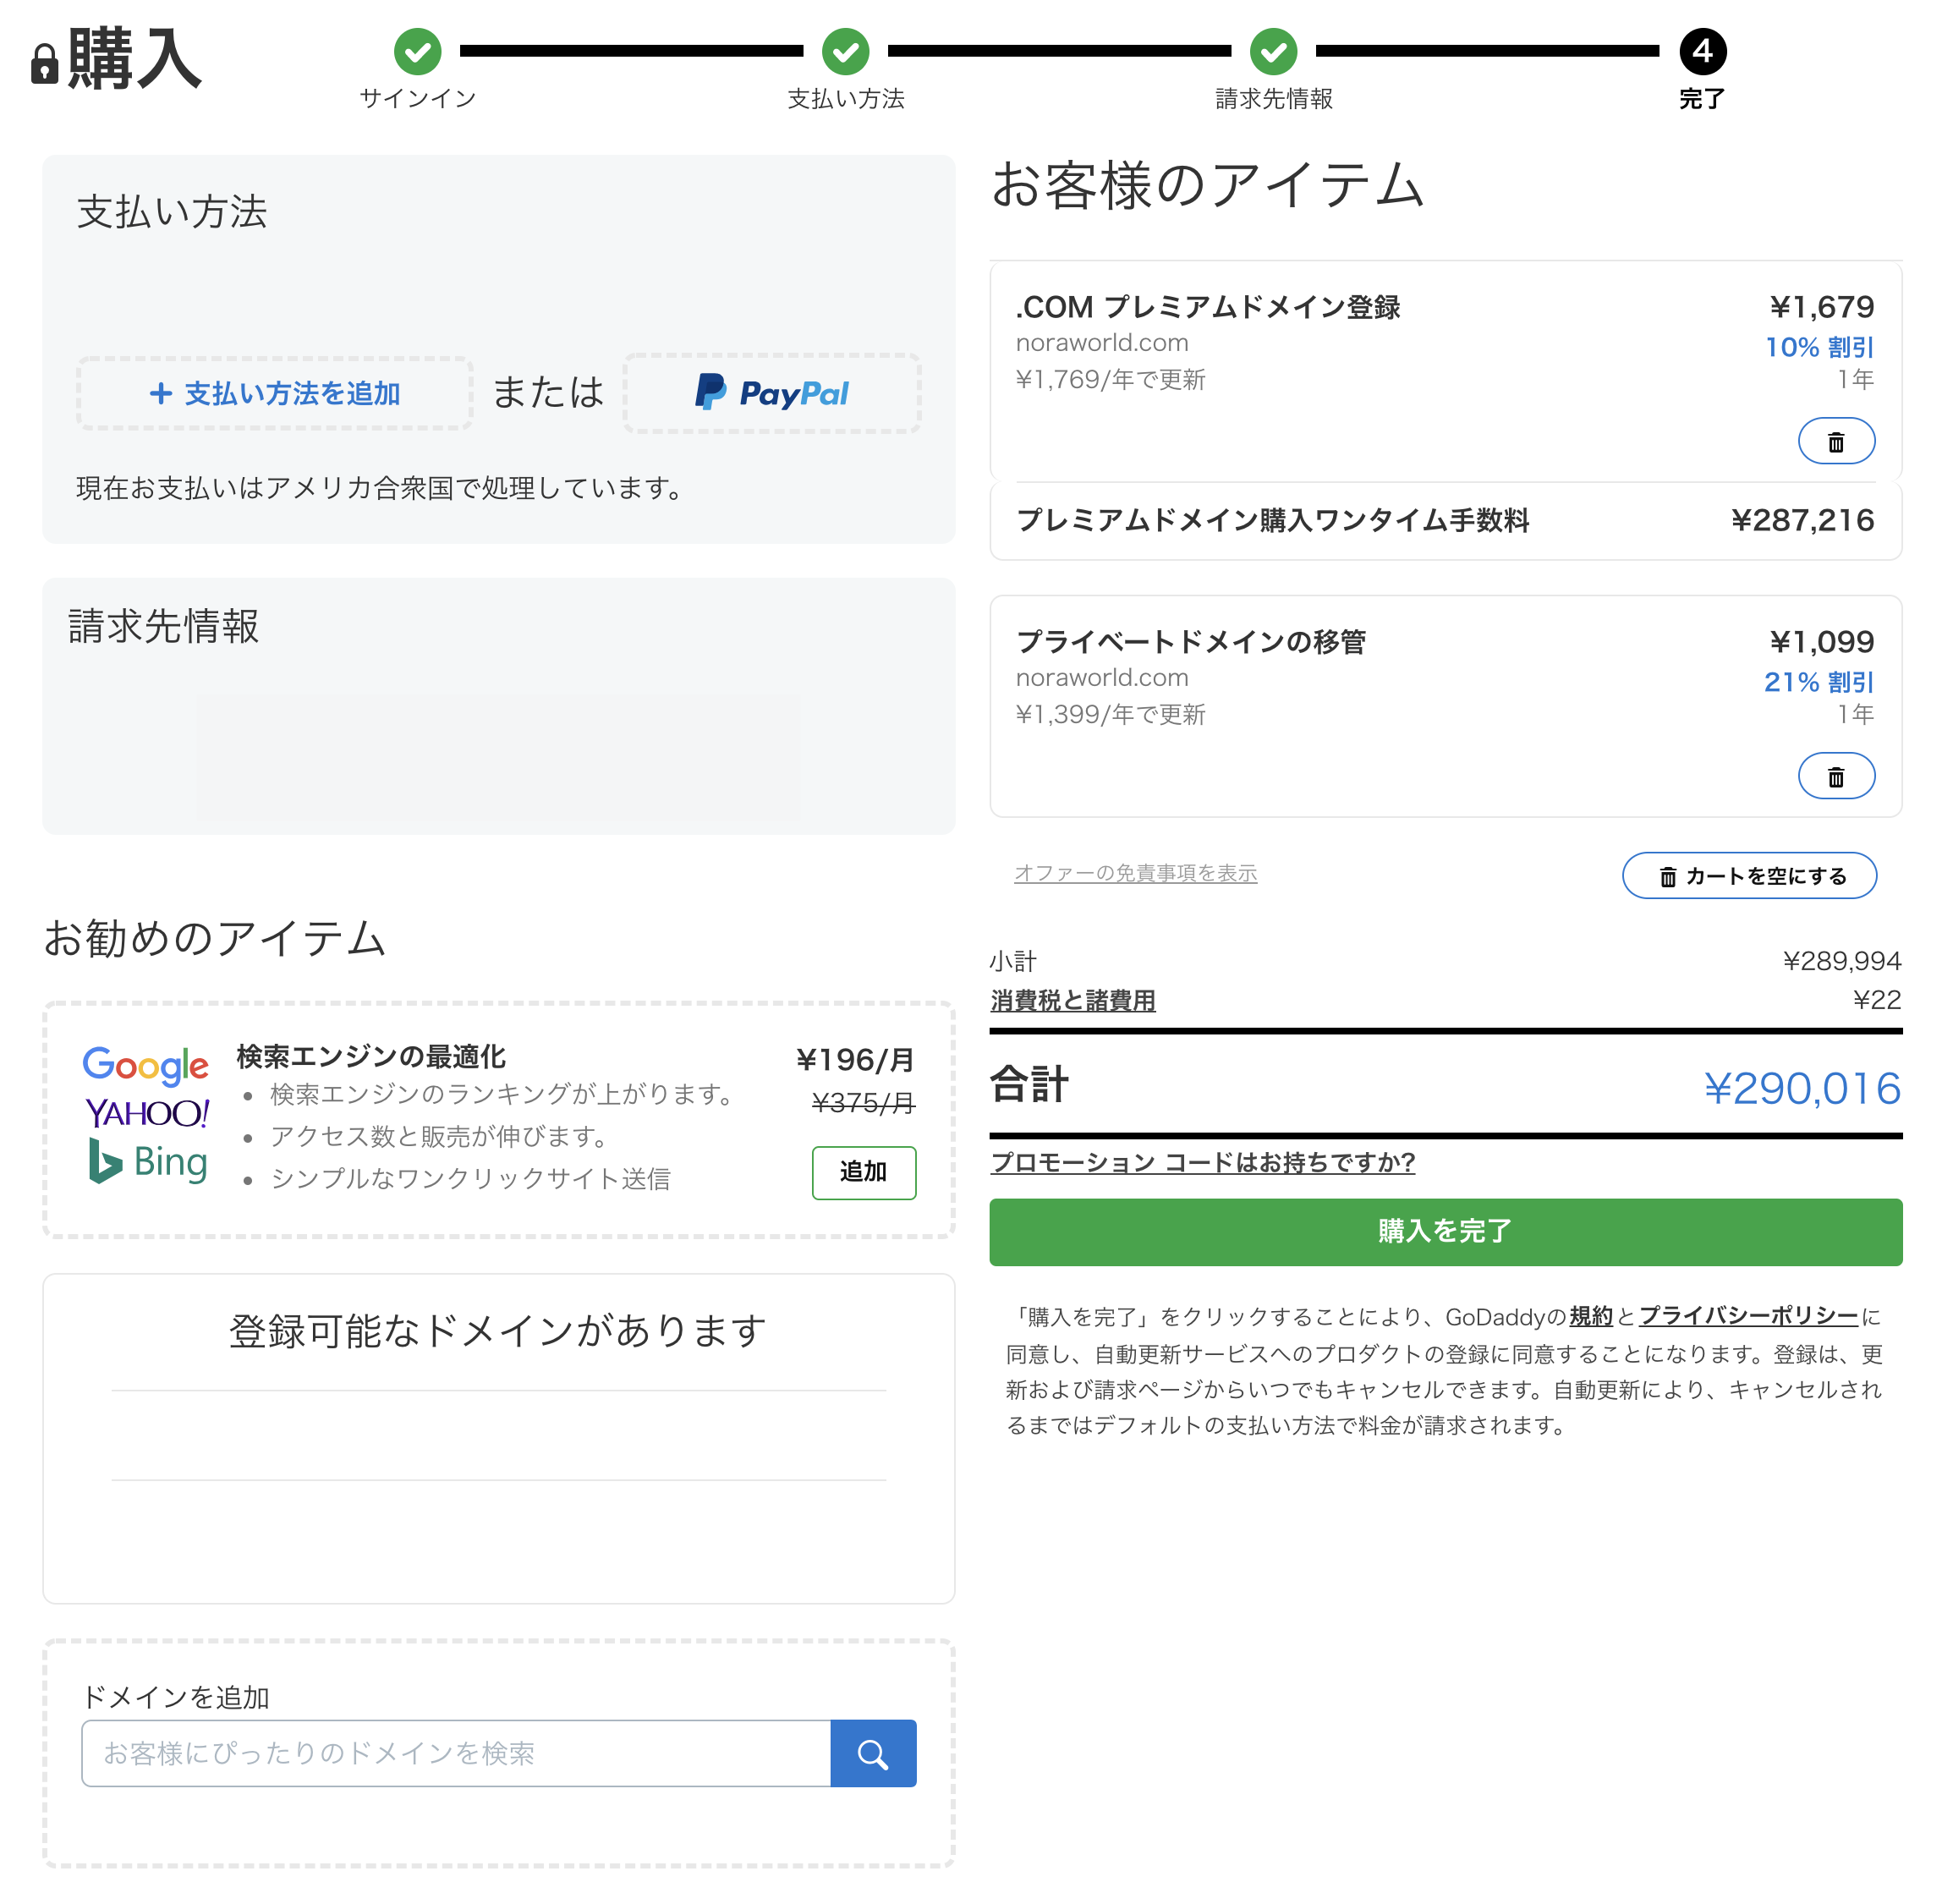 購入
サインイン
支払い方法
請求先情報
4
完了
支払い方法
+ 支払い方法を追加
または
PayPal
現在お支払いはアメリカ合衆国で処理しています。
請求先情報
お勧めのアイテム
Google
YAHOO!
Bing
検索エンジンの最適化
• 検索エンジンのランキングが上がります。
• アクセス数と販売が伸びます。
• シンプルなワンクリックサイト送信
¥196/月
¥375/月
追加
登録可能なドメインがあります
ドメインを追加
お客様にぴったりのドメインを検索
お客様のアイテム
.COM プレミアムドメイン登録 ¥1,679
noraworld.com 10% 割引
¥1,769/年で更新 1年
プレミアムドメイン購入ワンタイム手数料 ¥287,216
プライベートドメインの移管 ¥1,099
noraworld.com 21% 割引
¥1,399/年で更新 1年
オファーの免責事項を表示 カートを空にする
小計 ¥289,994
消費税と諸費用 ¥22
合計 ¥290,016
プロモーション コードはお持ちですか?
購入を完了
「購入を完了」をクリックすることにより、GoDaddyの規約とプライバシーポリシーに
同意し、自動更新サービスへのプロダクトの登録に同意することになります。登録は、更
新および請求ページからいつでもキャンセルできます。自動更新により、キャンセルされ
るまではデフォルトの支払い方法で料金が請求されます。